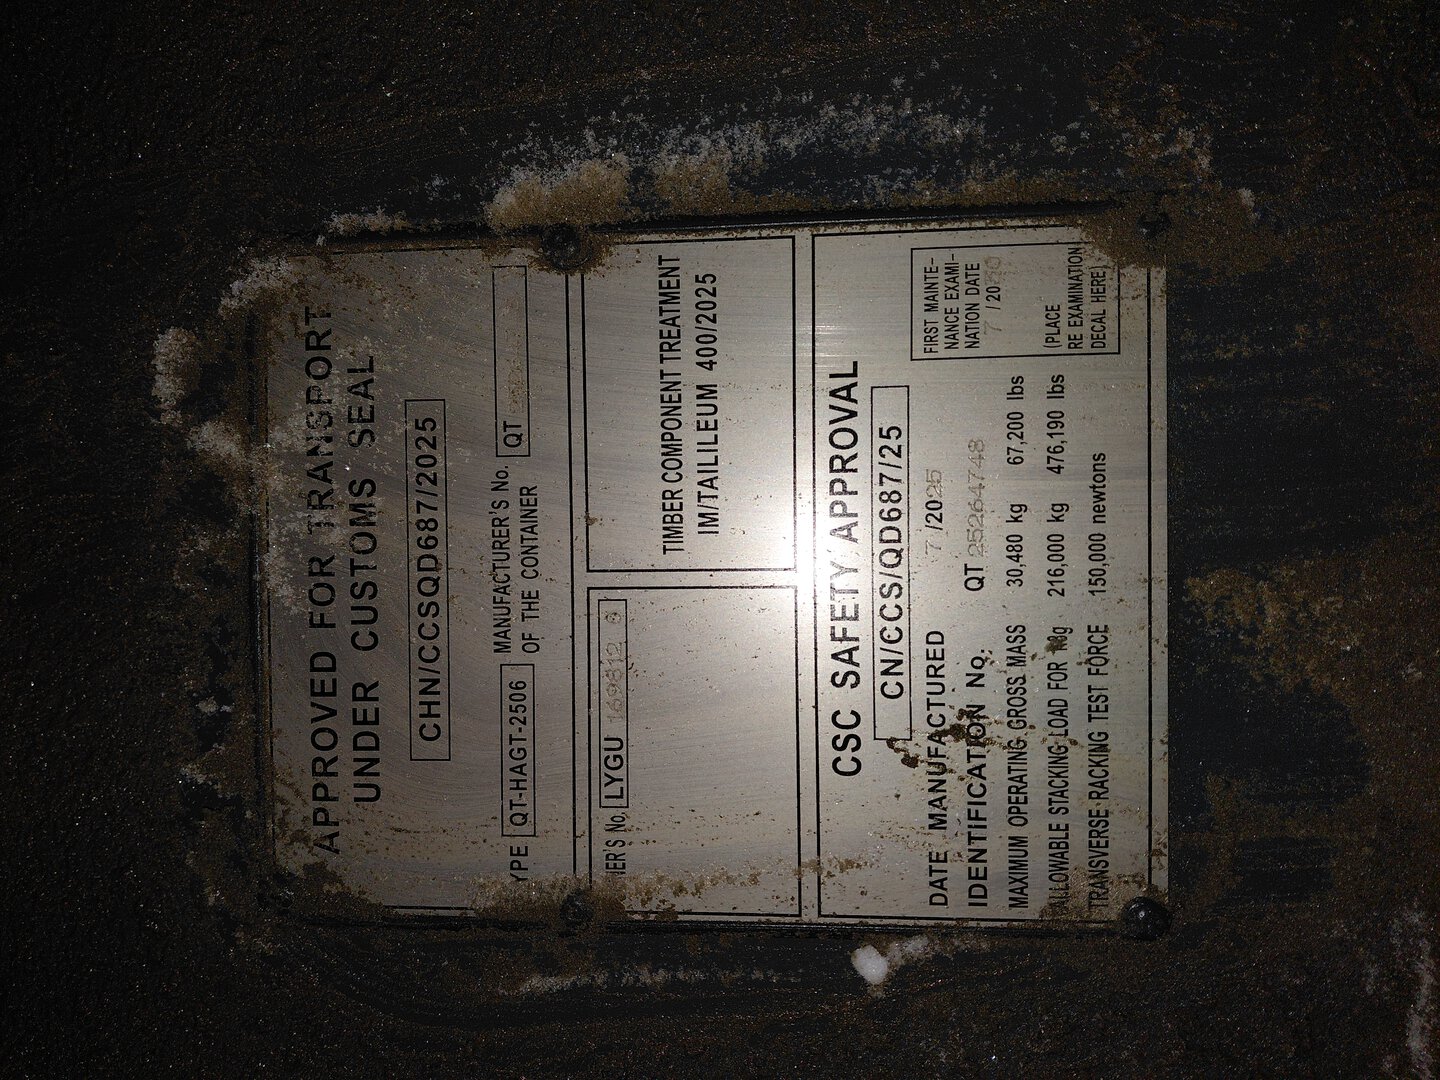 APPROVED FOR TRANSPORT
UNDER CUSTOMS SEAL
CHN/CCSQD687/2025
YPE QT-HAGT-2506 MANUFACTURER'S No. OF THE CONTAINER QT
ER'S No. LYGU
TIMBER COMPONENT TREATMENT
IM/TAILILEUM 400/2025
CSC SAFETY APPROVAL
CN/CCS/QD687/25
DATE MANUFACTURED 7 /2025
IDENTIFICATION No. QT 25264748
MAXIMUM OPERATING GROSS MASS 30,480 kg 67,200 lbs
ALLOWABLE STACKING LOAD FOR 216,000 kg 476,190 lbs
TRANSVERSE RACKING TEST FORCE 150,000 newtons
FIRST MAINTE-
NANCE EXAMI-
NATION DATE
7 /20
(PLACE
RE EXAMINATION
DECAL HERE)